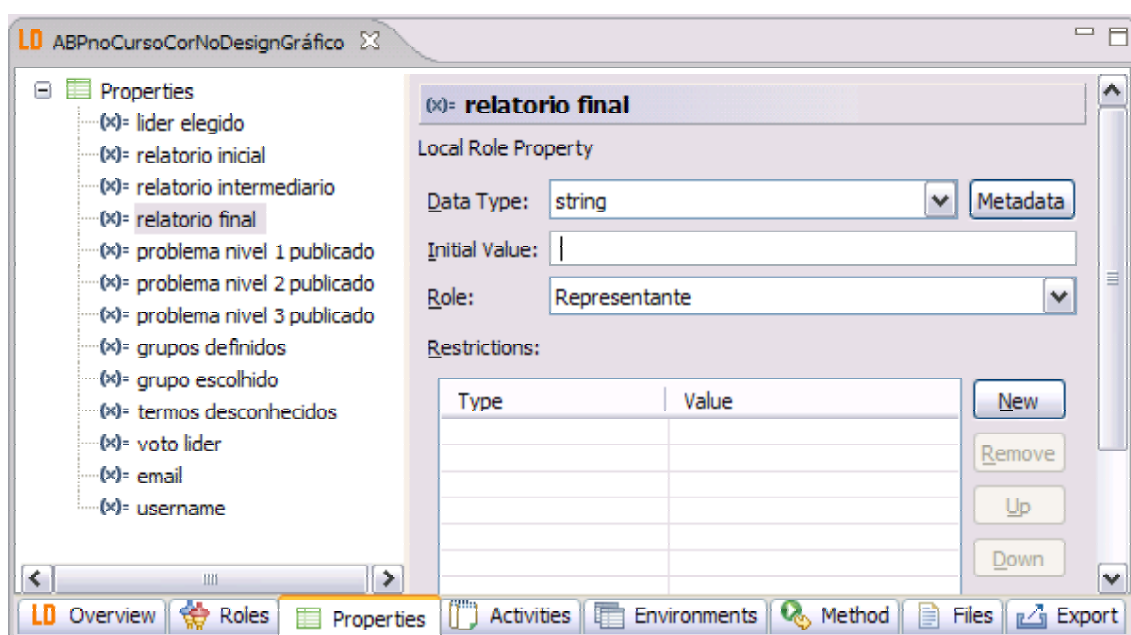 LD ABPnoCursoCorNoDesignGráfico
Properties
(x)= lider elegido
(x)= relatorio inicial
(x)= relatorio intermediario
(x)= relatorio final
(x)= problema nivel 1 publicado
(x)= problema nivel 2 publicado
(x)= problema nivel 3 publicado
(x)= grupos definidos
(x)= grupo escolhido
(x)= termos desconhecidos
(x)= voto lider
(x)= email
(x)= username
(x)= relatorio final
Local Role Property
Data Type: string Metadata
Initial Value:
Role: Representante
Restrictions:
Type Value New
Remove
Up
Down
LD Overview Roles Properties Activities Environments Method Files Export